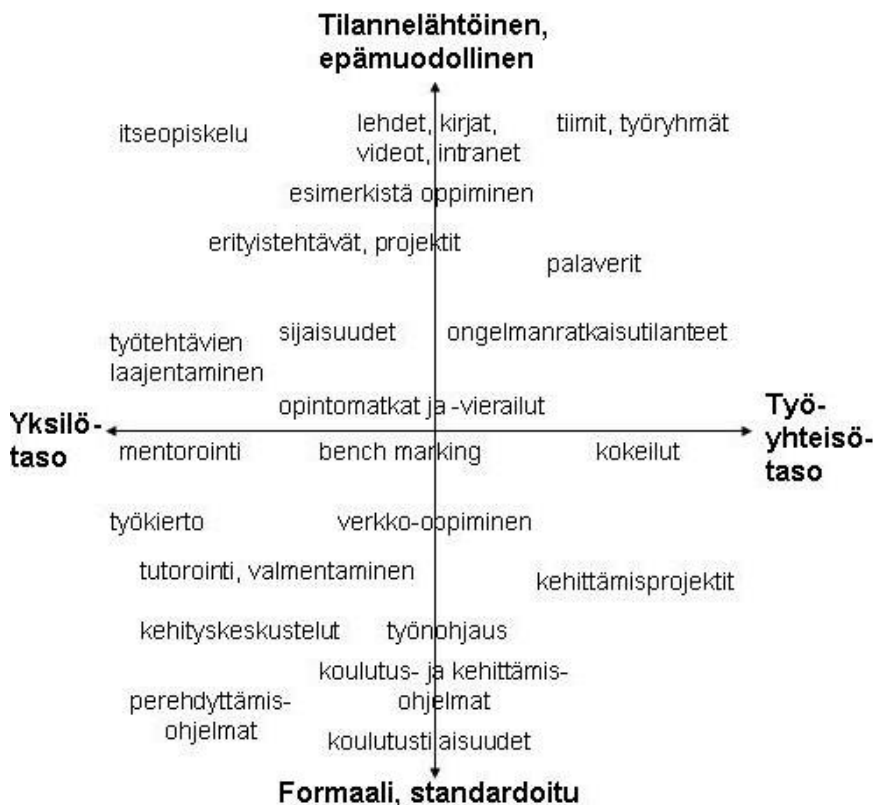 Tilannelähtöinen,
epämuodollinen
itseopiskelu
lehdet, kirjat,
videot, intranet
tiimit, työryhmät
esimerkistä oppiminen
erityistehtävät, projektit
palaverit
työtehtävien
laajentaminen
sijaisuudet
ongelmanratkaisutilanteet
opintomatkat ja -vierailut
Yksilö-
taso
Työ-
yhteisö-
taso
mentorointi
bench marking
kokeilut
työkierto
verkko-oppiminen
tutorointi, valmentaminen
kehittämisprojektit
kehityskeskustelut
työnohjaus
koulutus- ja kehittämis-
ohjelmat
perehdyttämis-
ohjelmat
koulutustilaisuudet
Formaali, standardoitu